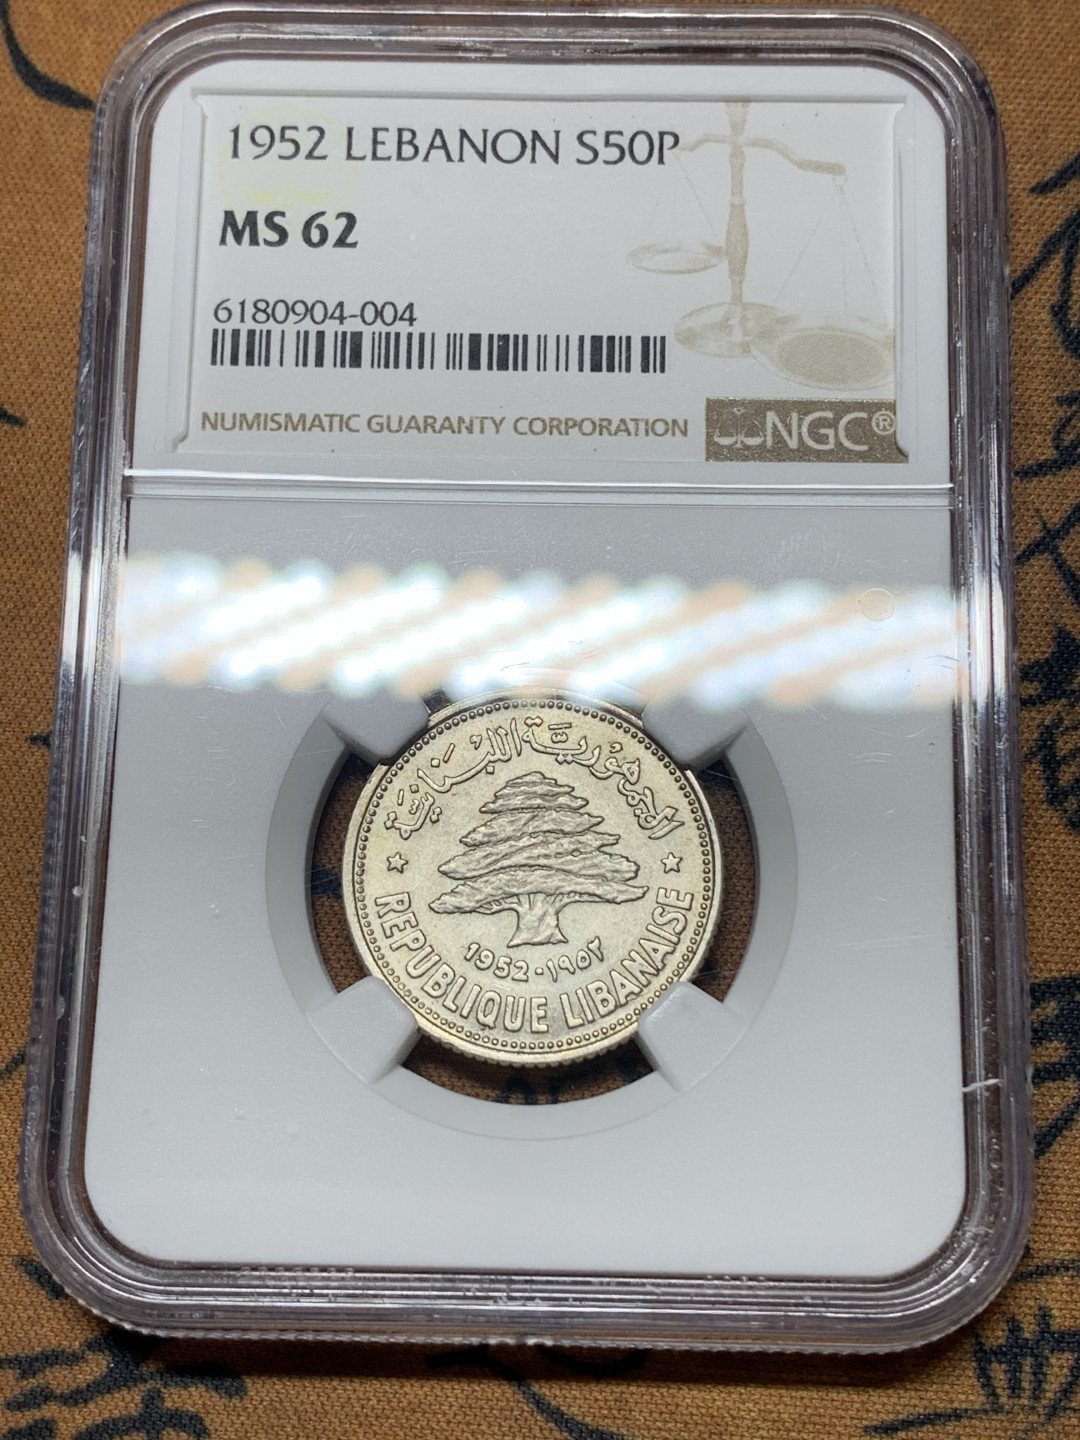 1952 LEBANON S50P
MS 62
6180904-004
NUMISMATIC GUARANTY CORPORATION
NGC®
الجمهورية اللبنانية
1952·١٩٥٢
REPUBLIQUE LIBANAISE